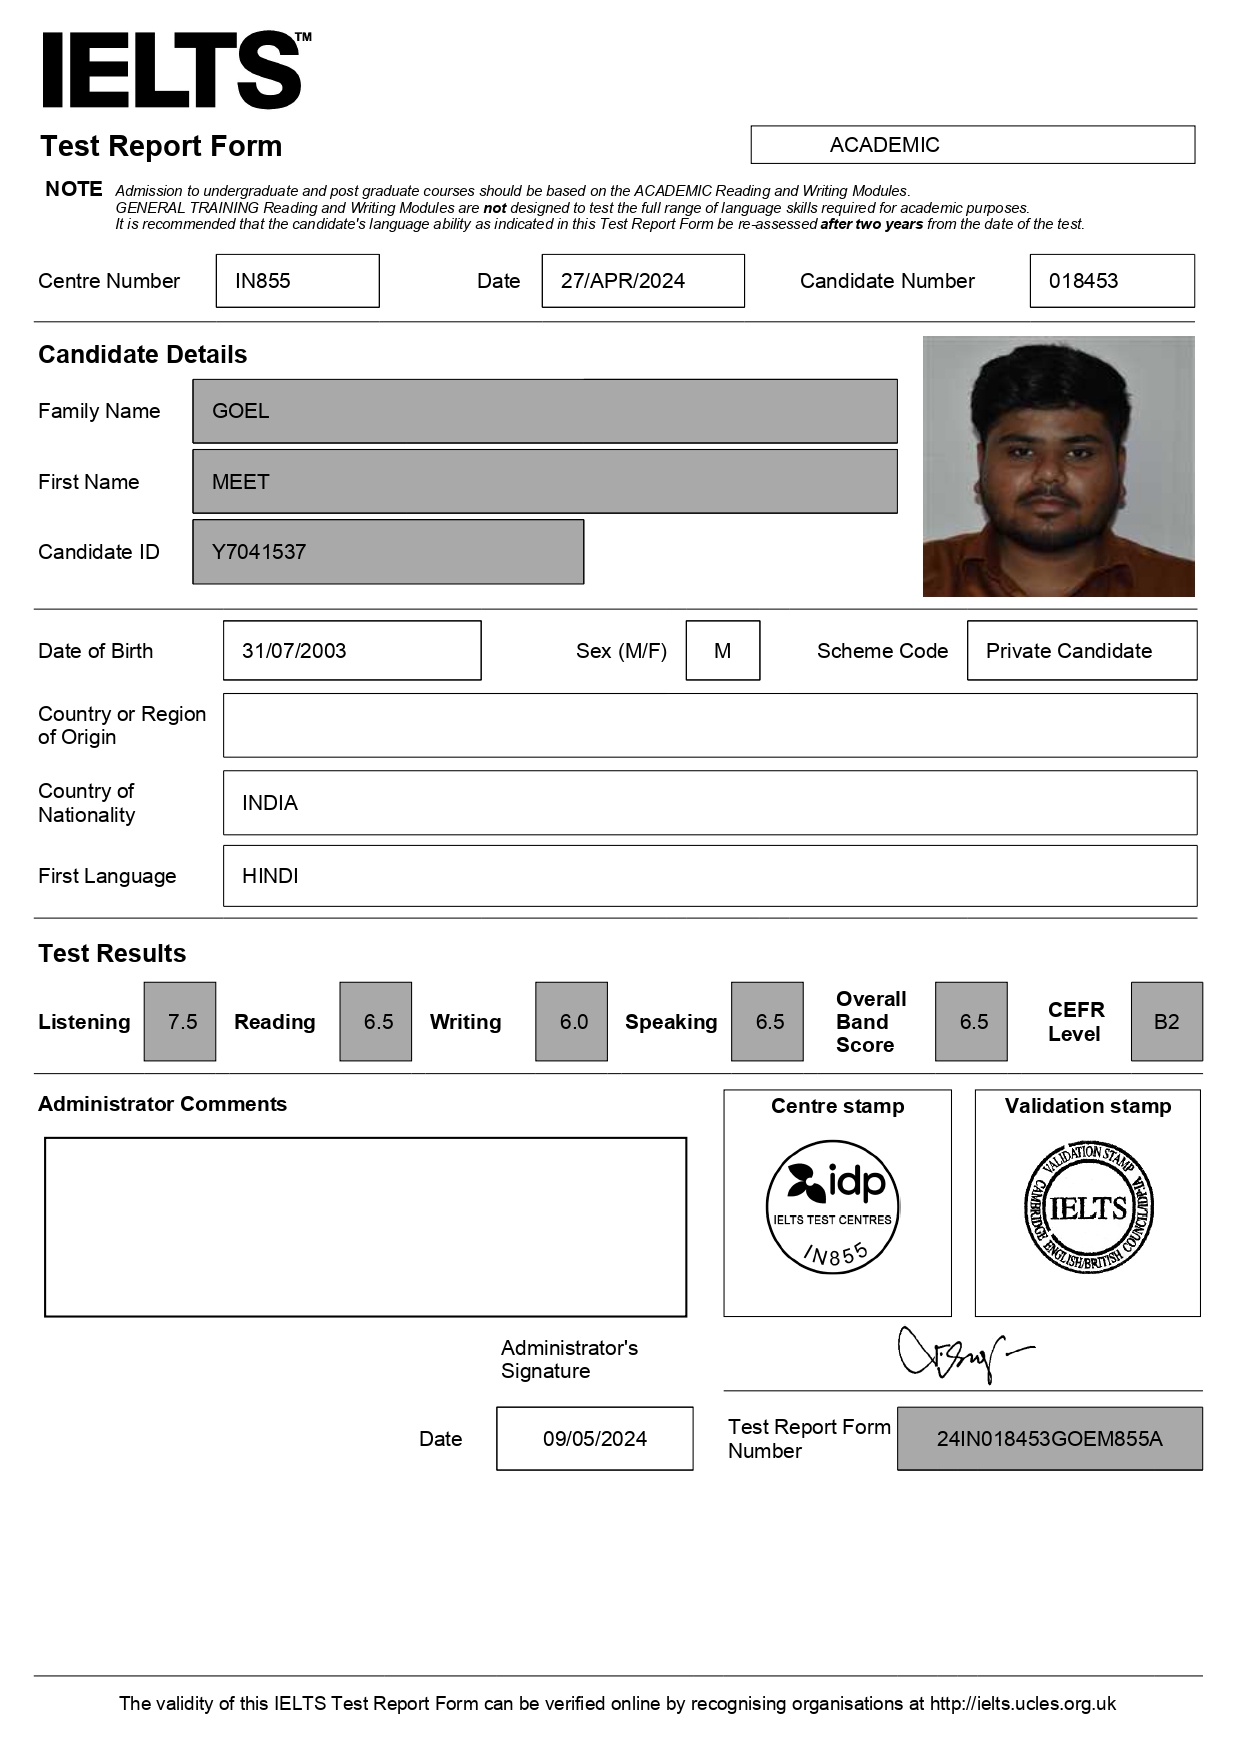 IELTS™
Test Report Form
ACADEMIC
NOTE Admission to undergraduate and post graduate courses should be based on the ACADEMIC Reading and Writing Modules.
GENERAL TRAINING Reading and Writing Modules are not designed to test the full range of language skills required for academic purposes.
It is recommended that the candidate's language ability as indicated in this Test Report Form be re-assessed after two years from the date of the test.
Centre Number IN855 Date 27/APR/2024 Candidate Number 018453
Candidate Details
Family Name GOEL
First Name MEET
Candidate ID Y7041537
Date of Birth 31/07/2003 Sex (M/F) M Scheme Code Private Candidate
Country or Region
of Origin
Country of
Nationality
INDIA
First Language HINDI
Test Results
Listening 7.5 Reading 6.5 Writing 6.0 Speaking 6.5
Overall
Band
Score
6.5
CEFR
Level
B2
Administrator Comments
Centre stamp
idp
IELTS TEST CENTRES
IN855
Validation stamp
VALIDATION STAMP
CAMBRIDGE ENGLISH/BRITISH COUNCIL/IDP:IA
IELTS
Administrator's
Signature
Date 09/05/2024
Test Report Form
Number
24IN018453GOEM855A
The validity of this IELTS Test Report Form can be verified online by recognising organisations at http://ielts.ucles.org.uk